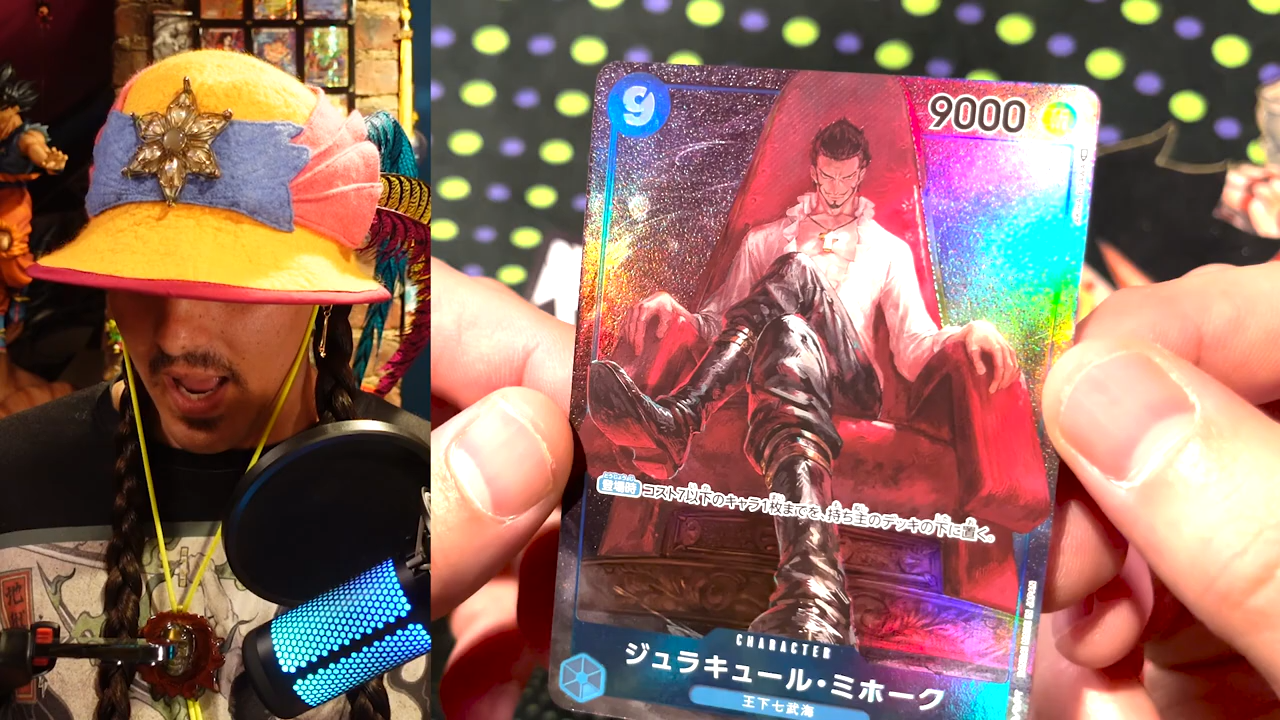 9
9000
登場時 コスト7以下のキャラ1枚までを、持ち主のデッキの下に置く。
CHARACTER
ジュラキュール・ミホーク
王下七武海
地